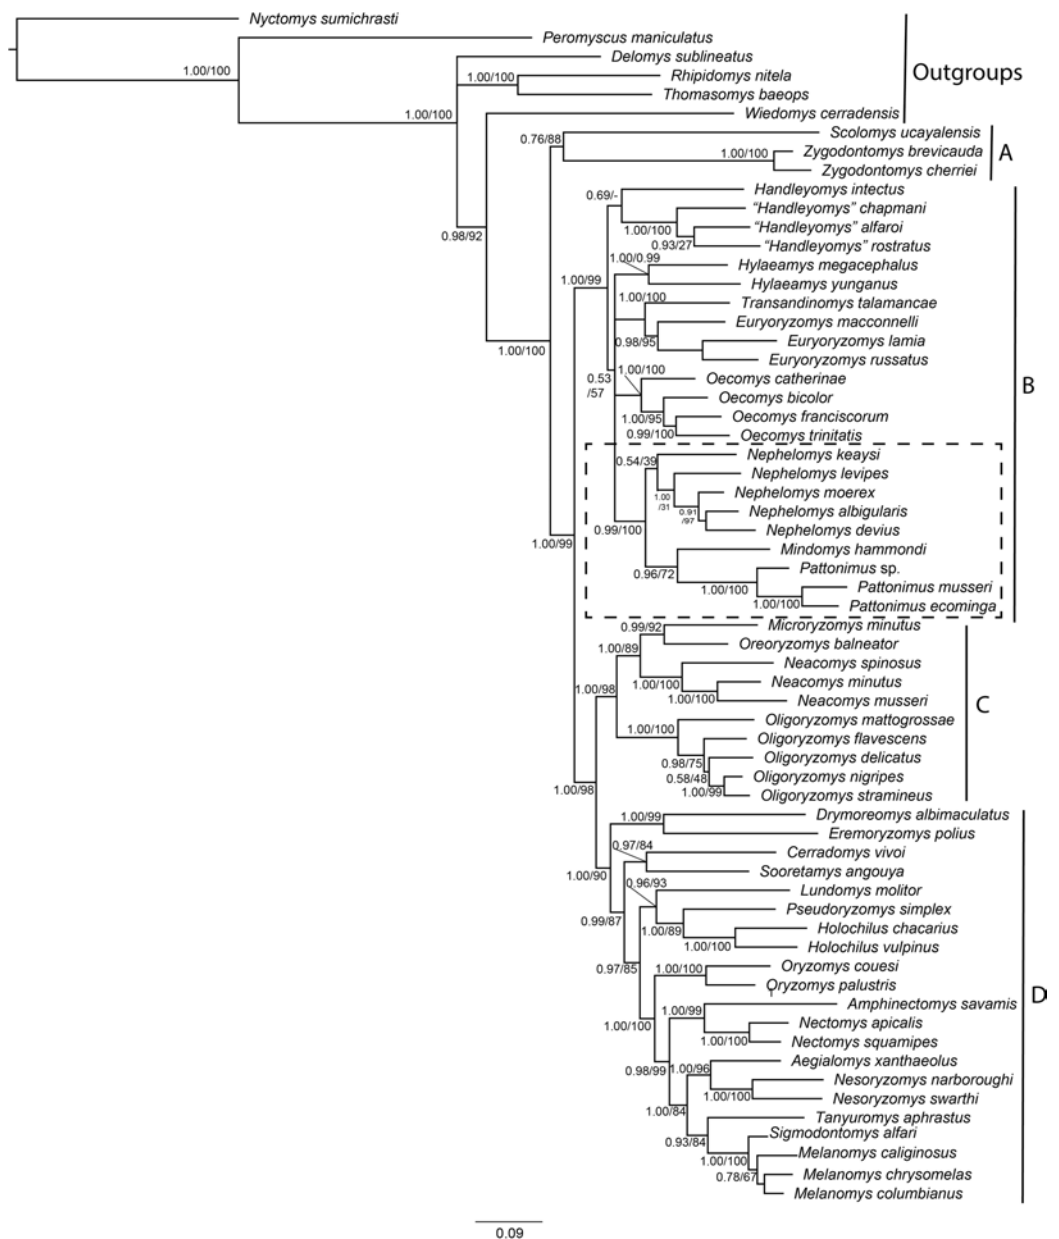 Nyctomys sumichrasti
Peromyscus maniculatus
1.00/100
Delomys sublineatus
Outgroups
1.00/100
Rhipidomys nitela
Thomasomys baeops
1.00/100
Wiedomys cerradensis
Scolomys ucayalensis
0.76/88
1.00/100
Zygodontomys brevicauda
A
Zygodontomys cherriei
Handleyomys intectus
0.69/-
"Handleyomys" chapmani
1.00/100
"Handleyomys" alfaroi
0.98/92
0.93/27
"Handleyomys" rostratus
1.00/0.99
Hylaeamys megacephalus
1.00/99
Hylaeamys yunganus
1.00/100
Transandinomys talamancae
Euryoryzomys macconnelli
1.00/100
0.98/95
Euryoryzomys lamia
Euryoryzomys russatus
1.00/100
0.53
/57
Oecomys catherinae
B
Oecomys bicolor
1.00/95
Oecomys franciscorum
0.99/100
Oecomys trinitatis
0.54/39
Nephelomys keaysi
Nephelomys levipes
1.00
/31
Nephelomys moerex
0.91
/97
Nephelomys albigularis
0.99/100
Nephelomys devius
1.00/99
Mindomys hammondi
0.96/72
Pattonimus sp.
1.00/100
Pattonimus musseri
1.00/100
Pattonimus ecominga
0.99/92
Microryzomys minutus
1.00/89
Oreoryzomys balneator
Neacomys spinosus
1.00/100
Neacomys minutus
1.00/98
1.00/100
Neacomys musseri
C
1.00/100
Oligoryzomys mattogrossae
Oligoryzomys flavescens
0.98/75
Oligoryzomys delicatus
0.58/48
Oligoryzomys nigripes
1.00/98
1.00/99
Oligoryzomys stramineus
1.00/99
Drymoreomys albimaculatus
Eremoryzomys polius
0.97/84
Cerradomys vivoi
1.00/90
Sooretamys angouya
0.96/93
Lundomys molitor
0.99/87
Pseudoryzomys simplex
1.00/89
Holochilus chacarius
1.00/100
Holochilus vulpinus
0.97/85
1.00/100
Oryzomys couesi
Oryzomys palustris
D
Amphinectomys savamis
1.00/99
1.00/100
Nectomys apicalis
1.00/100
Nectomys squamipes
0.98/99
1.00/96
Aegialomys xanthaeolus
Nesoryzomys narboroughi
1.00/100
Nesoryzomys swarthi
1.00/84
Tanyuromys aphrastus
0.93/84
Sigmodontomys alfari
1.00/100
Melanomys caliginosus
0.78/67
Melanomys chrysomelas
Melanomys columbianus
0.09